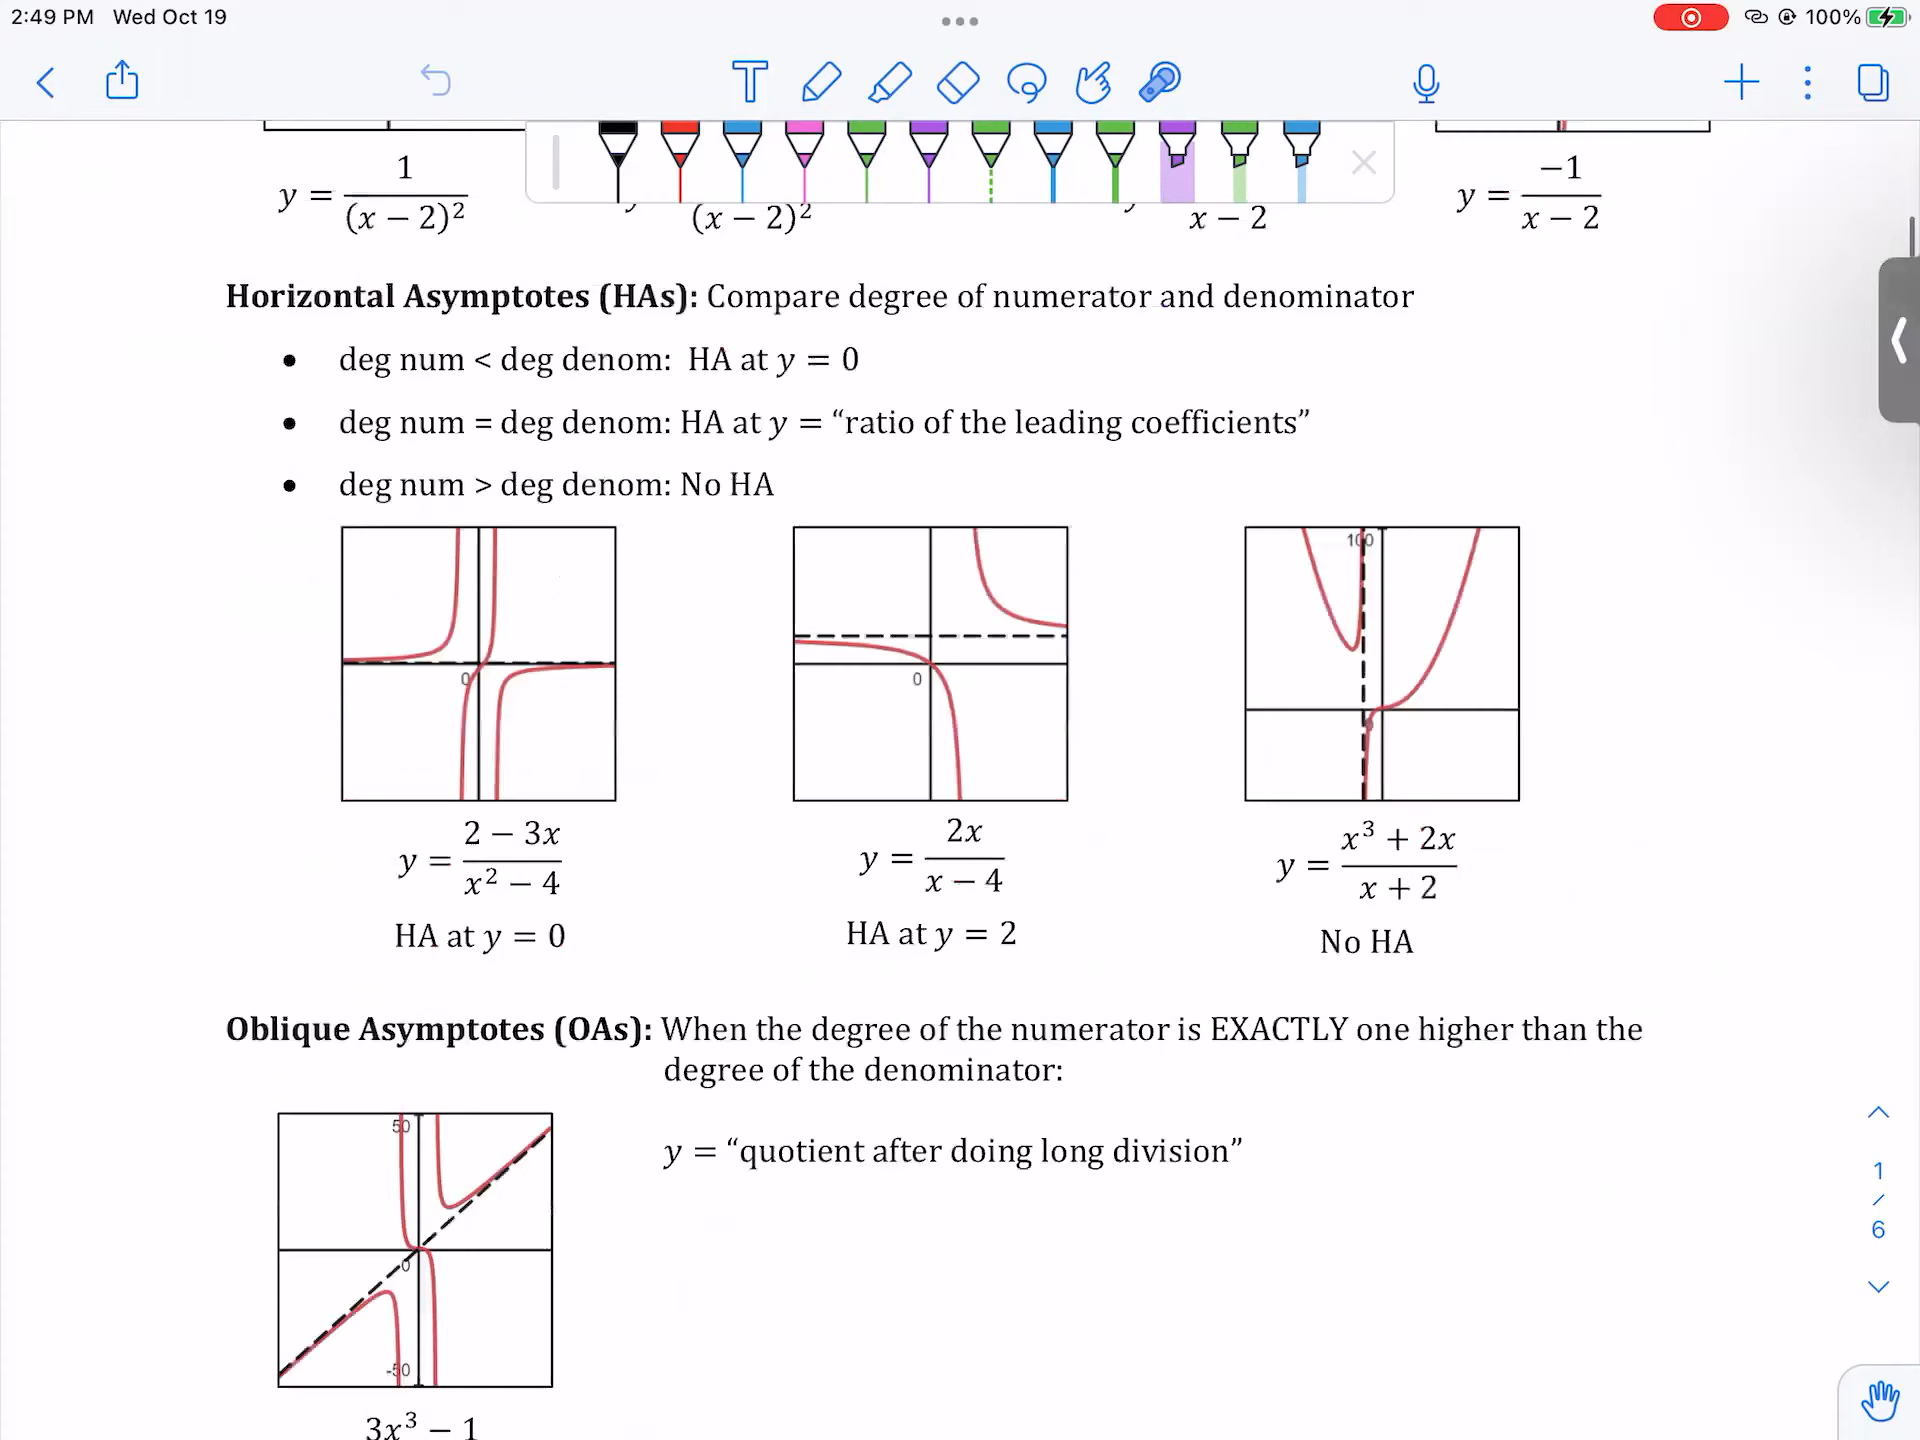 2:49 PM Wed Oct 19
100%
y = 1/(x − 2)²
(x − 2)²
x − 2
y = −1/(x − 2)
Horizontal Asymptotes (HAs): Compare degree of numerator and denominator
• deg num < deg denom: HA at y = 0
• deg num = deg denom: HA at y = “ratio of the leading coefficients”
• deg num > deg denom: No HA
0
0
100
0
y = (2 − 3x)/(x² − 4)
HA at y = 0
y = 2x/(x − 4)
HA at y = 2
y = (x³ + 2x)/(x + 2)
No HA
Oblique Asymptotes (OAs): When the degree of the numerator is EXACTLY one higher than the
degree of the denominator:
y = “quotient after doing long division”
50
0
-50
3x³ − 1
1
/
6